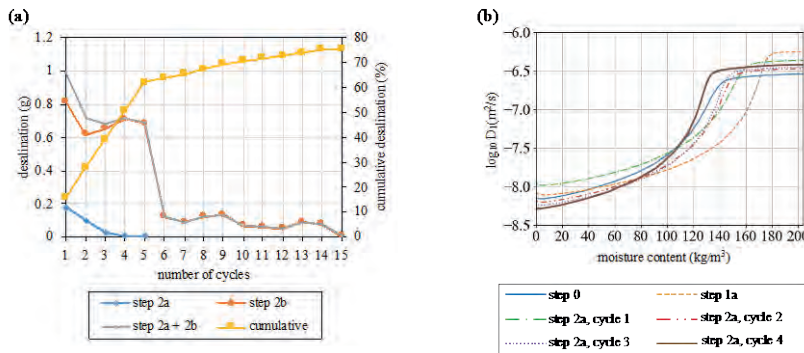 (a)
1.2
1
0.8
0.6
0.4
0.2
0
desalination (g)
80
70
60
50
40
30
20
10
0
cumulative desalination (%)
1 2 3 4 5 6 7 8 9 10 11 12 13 14 15
number of cycles
step 2a
step 2b
step 2a + 2b
cumulative
(b)
−6.0
−6.5
−7.0
−7.5
−8.0
−8.5
log₁₀ D₁(m²/s)
0 20 40 60 80 100 120 140 160 180 200
moisture content (kg/m³)
step 0
step 1a
step 2a, cycle 1
step 2a, cycle 2
step 2a, cycle 3
step 2a, cycle 4